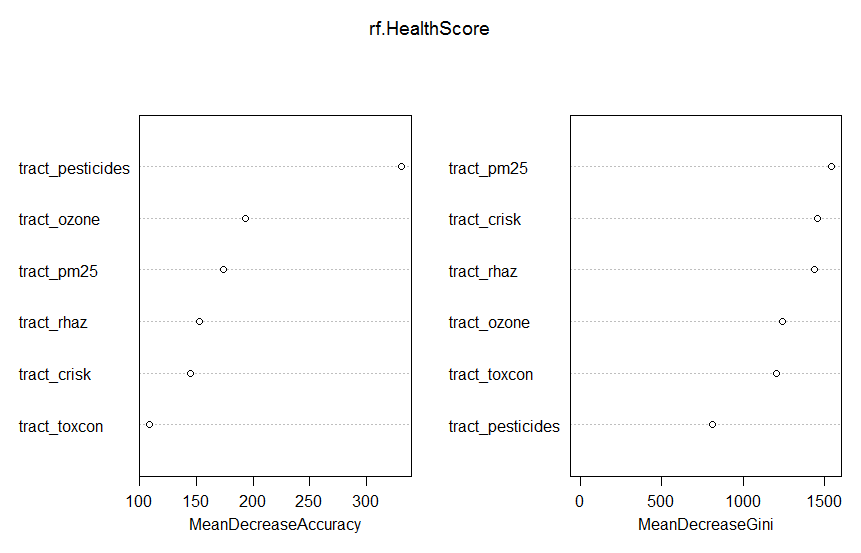 rf.HealthScore
tract_pesticides
tract_ozone
tract_pm25
tract_rhaz
tract_crisk
tract_toxcon
100 150 200 250 300
MeanDecreaseAccuracy
tract_pm25
tract_crisk
tract_rhaz
tract_ozone
tract_toxcon
tract_pesticides
0 500 1000 1500
MeanDecreaseGini